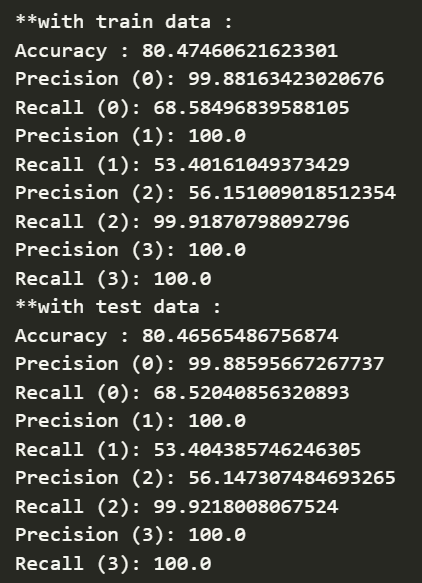 **with train data :
Accuracy : 80.47460621623301
Precision (0): 99.88163423020676
Recall (0): 68.58496839588105
Precision (1): 100.0
Recall (1): 53.40161049373429
Precision (2): 56.151009018512354
Recall (2): 99.91870798092796
Precision (3): 100.0
Recall (3): 100.0
**with test data :
Accuracy : 80.46565486756874
Precision (0): 99.88595667267737
Recall (0): 68.52040856320893
Precision (1): 100.0
Recall (1): 53.404385746246305
Precision (2): 56.147307484693265
Recall (2): 99.9218008067524
Precision (3): 100.0
Recall (3): 100.0